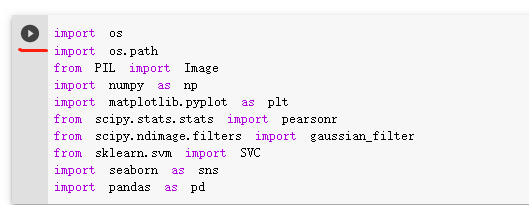 import os
import os.path
from PIL import Image
import numpy as np
import matplotlib.pyplot as plt
from scipy.stats.stats import pearsonr
from scipy.ndimage.filters import gaussian_filter
from sklearn.svm import SVC
import seaborn as sns
import pandas as pd